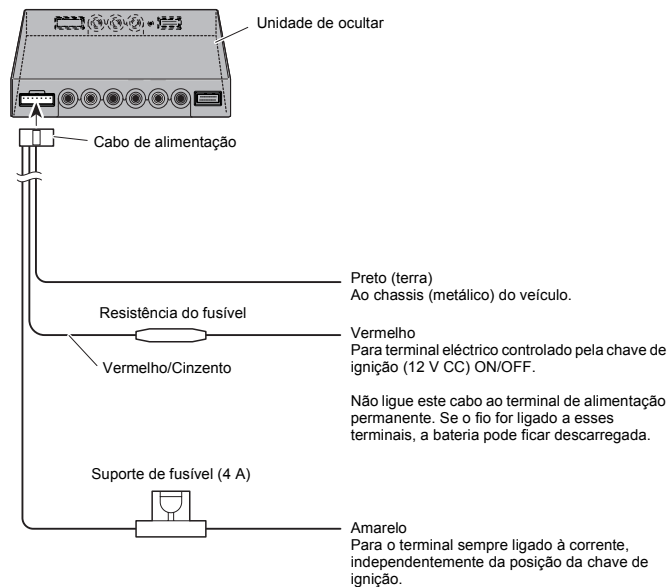 Unidade de ocultar
Cabo de alimentação
Preto (terra)
Ao chassis (metálico) do veículo.
Resistência do fusível
Vermelho
Para terminal eléctrico controlado pela chave de
ignição (12 V CC) ON/OFF.
Vermelho/Cinzento
Não ligue este cabo ao terminal de alimentação
permanente. Se o fio for ligado a esses
terminais, a bateria pode ficar descarregada.
Suporte de fusível (4 A)
Amarelo
Para o terminal sempre ligado à corrente,
independentemente da posição da chave de
ignição.